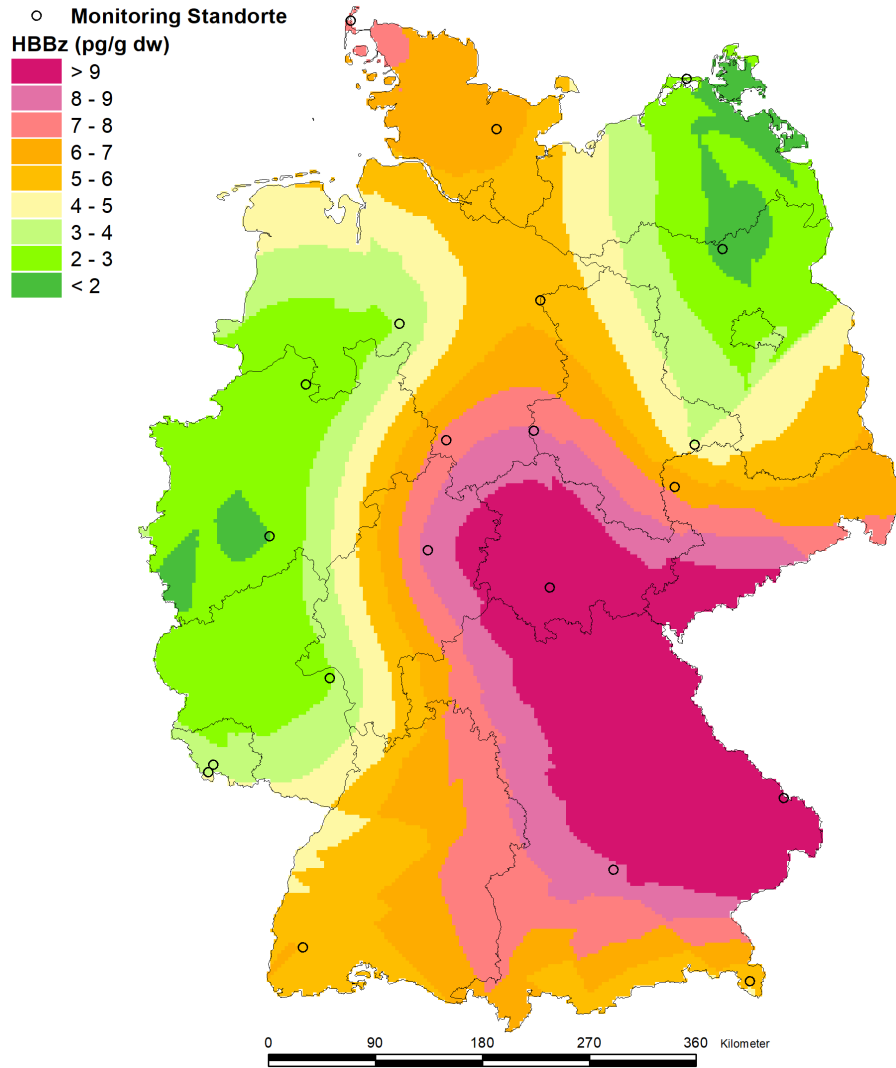 Monitoring Standorte
HBBz (pg/g dw)
> 9
8 - 9
7 - 8
6 - 7
5 - 6
4 - 5
3 - 4
2 - 3
< 2
0 90 180 270 360 Kilometer